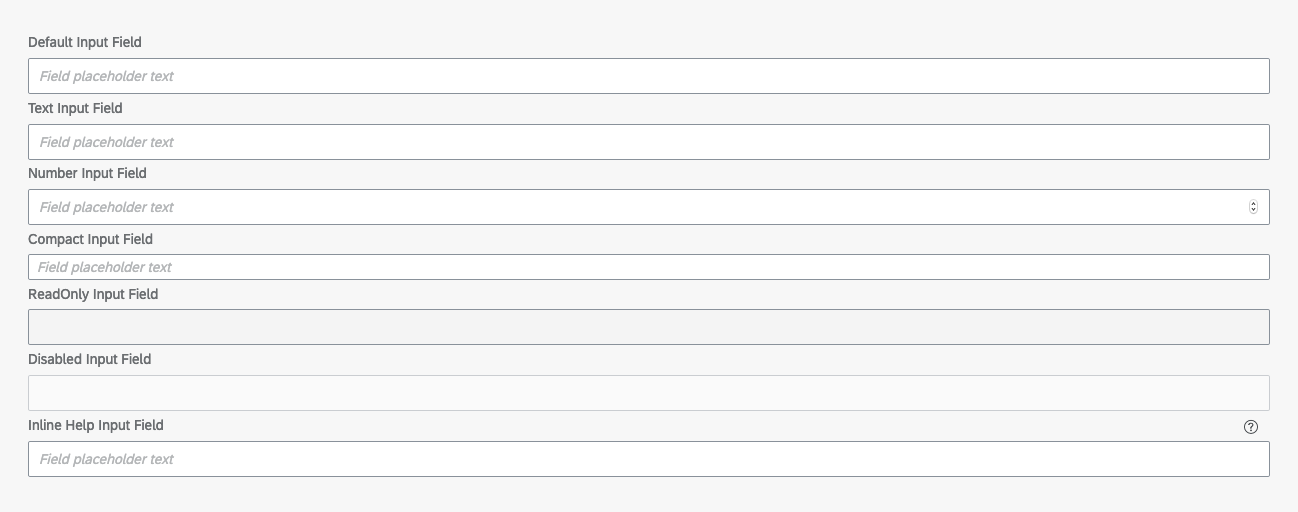 Default Input Field
Field placeholder text
Text Input Field
Field placeholder text
Number Input Field
Field placeholder text
Compact Input Field
Field placeholder text
ReadOnly Input Field
Disabled Input Field
Inline Help Input Field
?
Field placeholder text